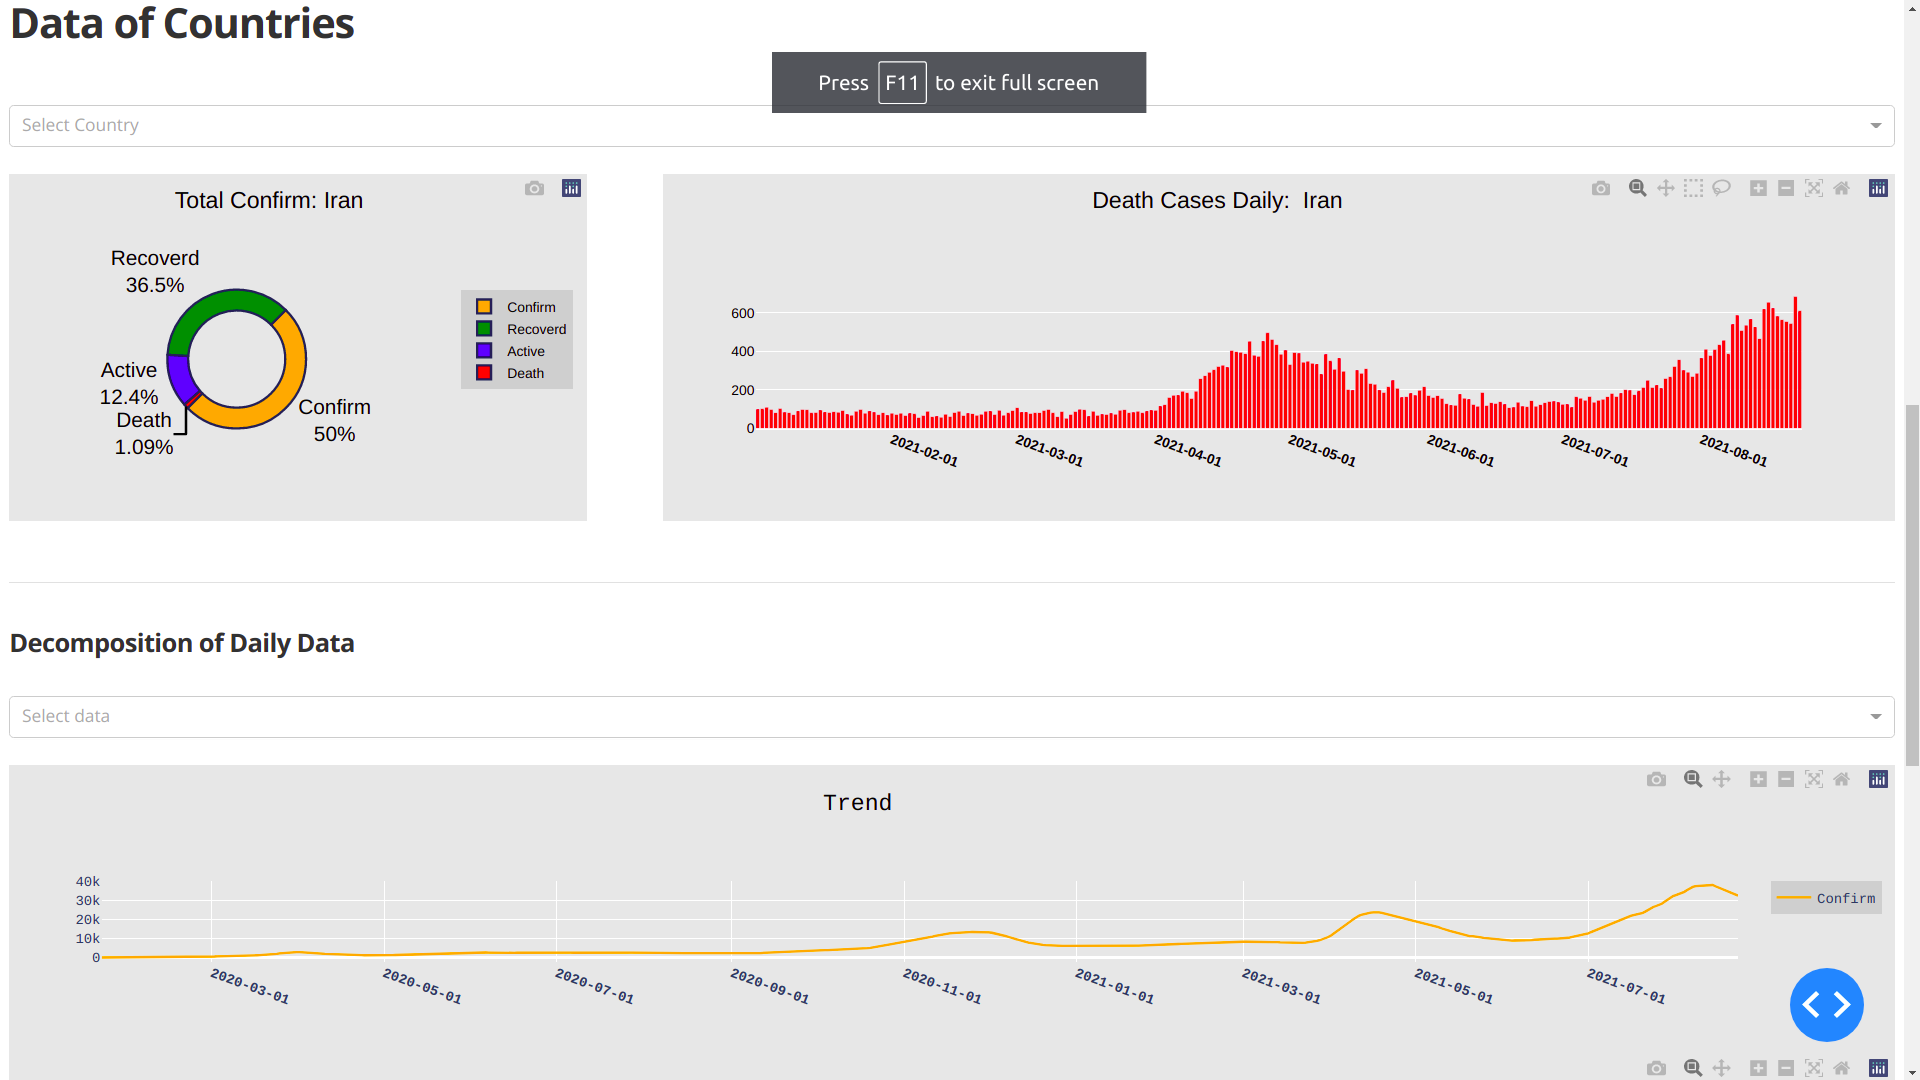 Data of Countries
Press F11 to exit full screen
Select Country
Total Confirm: Iran
Recoverd
36.5%
Active
12.4%
Death
1.09%
Confirm
50%
Confirm
Recoverd
Active
Death
Death Cases Daily: Iran
600
400
200
0
2021-02-01
2021-03-01
2021-04-01
2021-05-01
2021-06-01
2021-07-01
2021-08-01
Decomposition of Daily Data
Select data
Trend
40k
30k
20k
10k
0
2020-03-01
2020-05-01
2020-07-01
2020-09-01
2020-11-01
2021-01-01
2021-03-01
2021-05-01
2021-07-01
Confirm